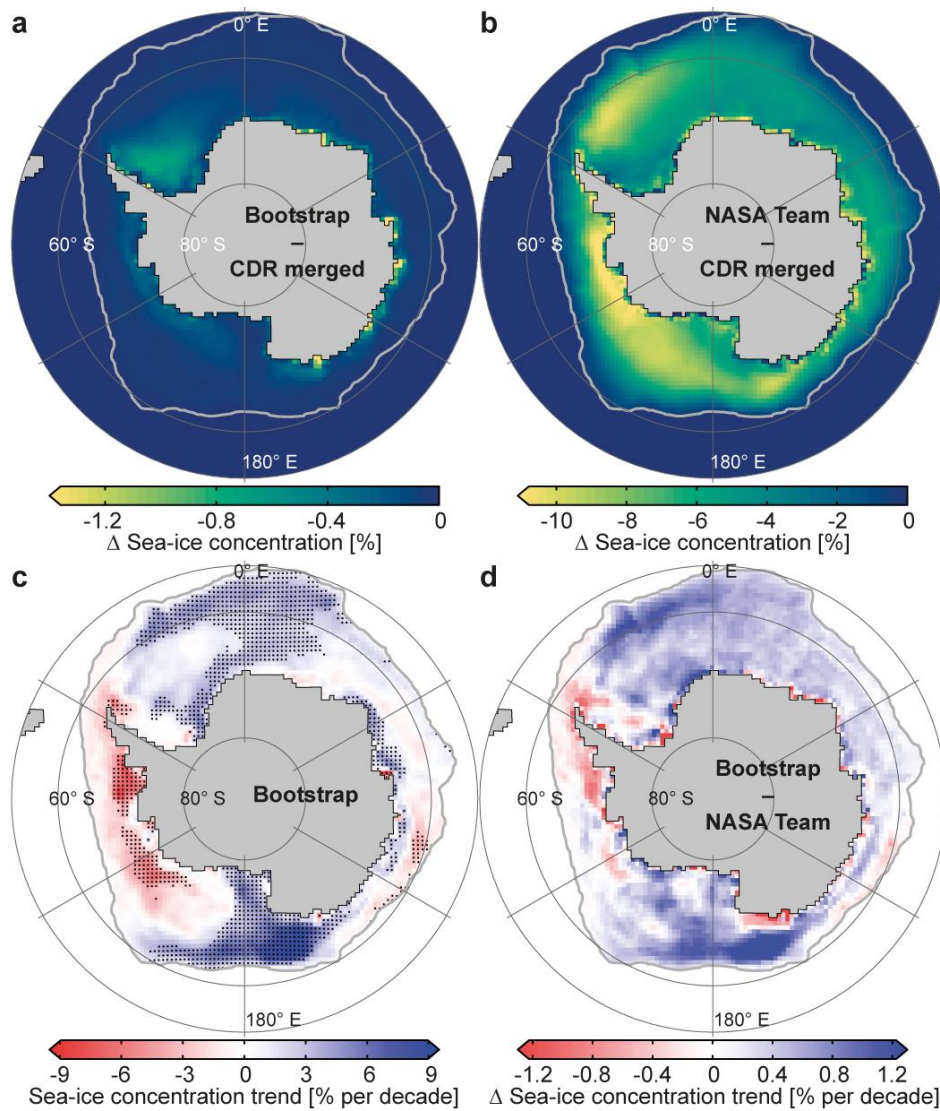 a
0° E
Bootstrap
60° S
80° S
CDR merged
180° E
-1.2
-0.8
-0.4
0
Δ Sea-ice concentration [%]
b
0° E
NASA Team
60° S
80° S
CDR merged
180° E
-10
-8
-6
-4
-2
0
Δ Sea-ice concentration [%]
c
0° E
60° S
80° S
Bootstrap
180° E
-9
-6
-3
0
3
6
9
Sea-ice concentration trend [% per decade]
d
0° E
Bootstrap
60° S
80° S
NASA Team
180° E
-1.2
-0.8
-0.4
0
0.4
0.8
1.2
Δ Sea-ice concentration trend [% per decade]